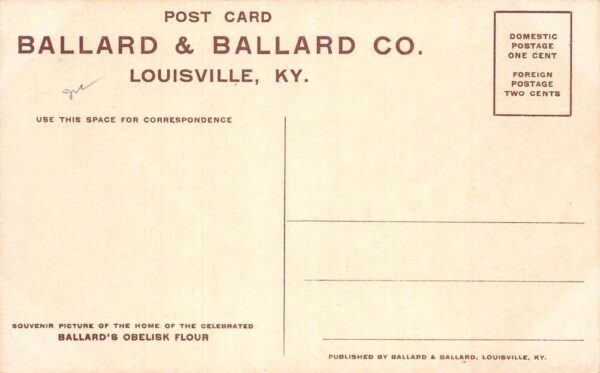 POST CARD
BALLARD & BALLARD CO.
LOUISVILLE, KY.
DOMESTIC
POSTAGE
ONE CENT
FOREIGN
POSTAGE
TWO CENTS
USE THIS SPACE FOR CORRESPONDENCE
SOUVENIR PICTURE OF THE HOME OF THE CELEBRATED
BALLARD'S OBELISK FLOUR
PUBLISHED BY BALLARD & BALLARD, LOUISVILLE, KY.